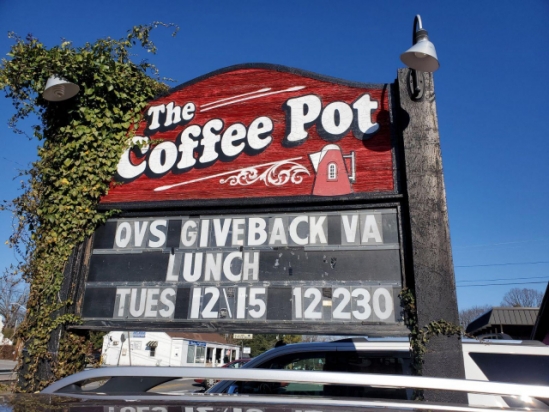 The
Coffee Pot
OVS GIVEBACK VA
LUNCH
TUES 12/15 12-230